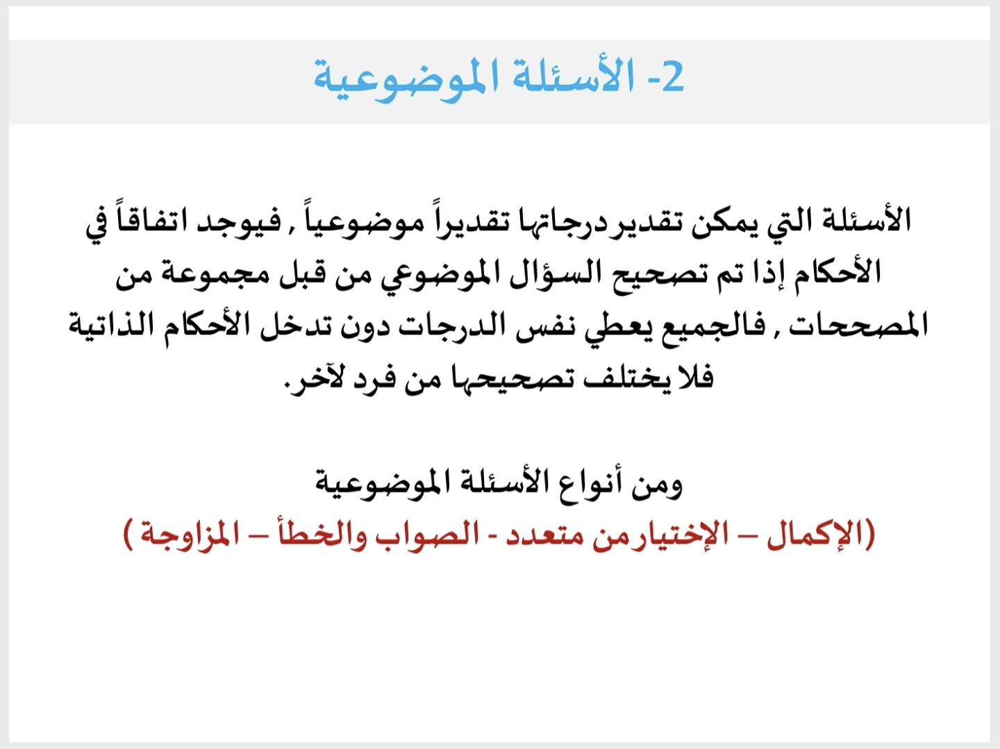 2- الأسئلة الموضوعية
الأسئلة التي يمكن تقدير درجاتها تقديراً موضوعياً , فيوجد اتفاقاً في
الأحكام إذا تم تصحيح السؤال الموضوعي من قبل مجموعة من
المصححات , فالجميع يعطي نفس الدرجات دون تدخل الأحكام الذاتية
فلا يختلف تصحيحها من فرد لآخر.
ومن أنواع الأسئلة الموضوعية
(الإكمال – الإختيار من متعدد - الصواب والخطأ – المزاوجة )